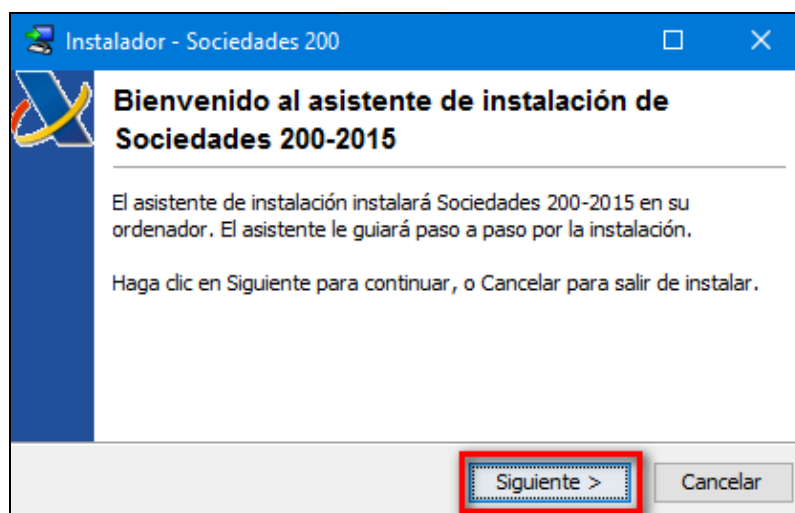 Instalador - Sociedades 200
Bienvenido al asistente de instalación de
Sociedades 200-2015
El asistente de instalación instalará Sociedades 200-2015 en su
ordenador. El asistente le guiará paso a paso por la instalación.
Haga clic en Siguiente para continuar, o Cancelar para salir de instalar.
Siguiente >
Cancelar